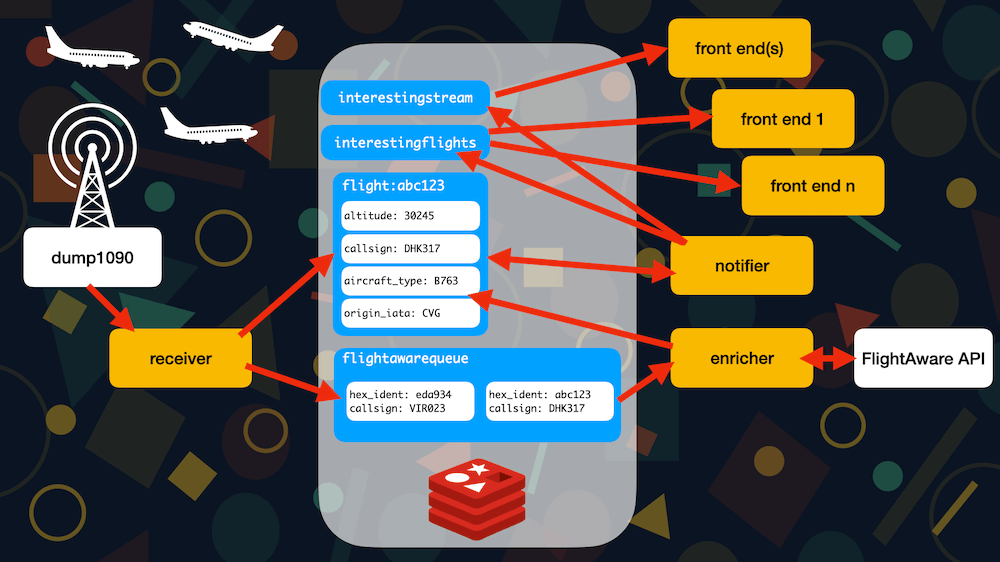 front end(s)
interestingstream
front end 1
interestingflights
front end n
flight:abc123
altitude: 30245
callsign: DHK317
aircraft_type: B763
origin_iata: CVG
dump1090
notifier
receiver
enricher
FlightAware API
flightawarequeue
hex_ident: eda934
callsign: VIR023
hex_ident: abc123
callsign: DHK317